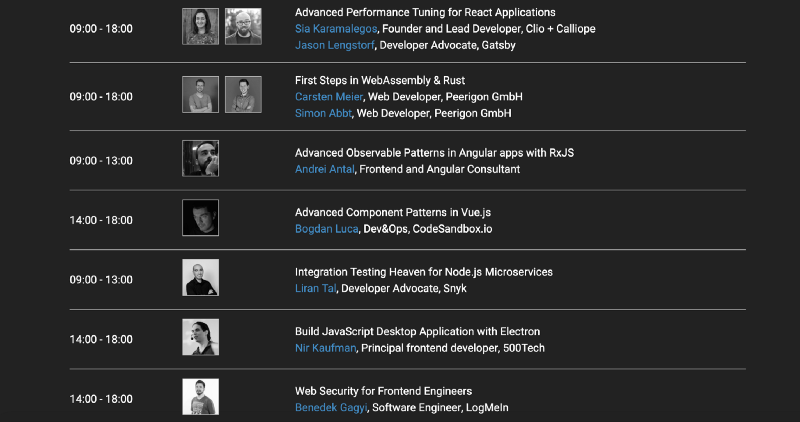 09:00 - 18:00
Advanced Performance Tuning for React Applications
Sia Karamalegos, Founder and Lead Developer, Clio + Calliope
Jason Lengstorf, Developer Advocate, Gatsby
09:00 - 18:00
First Steps in WebAssembly & Rust
Carsten Meier, Web Developer, Peerigon GmbH
Simon Abbt, Web Developer, Peerigon GmbH
09:00 - 13:00
Advanced Observable Patterns in Angular apps with RxJS
Andrei Antal, Frontend and Angular Consultant
14:00 - 18:00
Advanced Component Patterns in Vue.js
Bogdan Luca, Dev&Ops, CodeSandbox.io
09:00 - 13:00
Integration Testing Heaven for Node.js Microservices
Liran Tal, Developer Advocate, Snyk
14:00 - 18:00
Build JavaScript Desktop Application with Electron
Nir Kaufman, Principal frontend developer, 500Tech
14:00 - 18:00
Web Security for Frontend Engineers
Benedek Gagyi, Software Engineer, LogMeIn